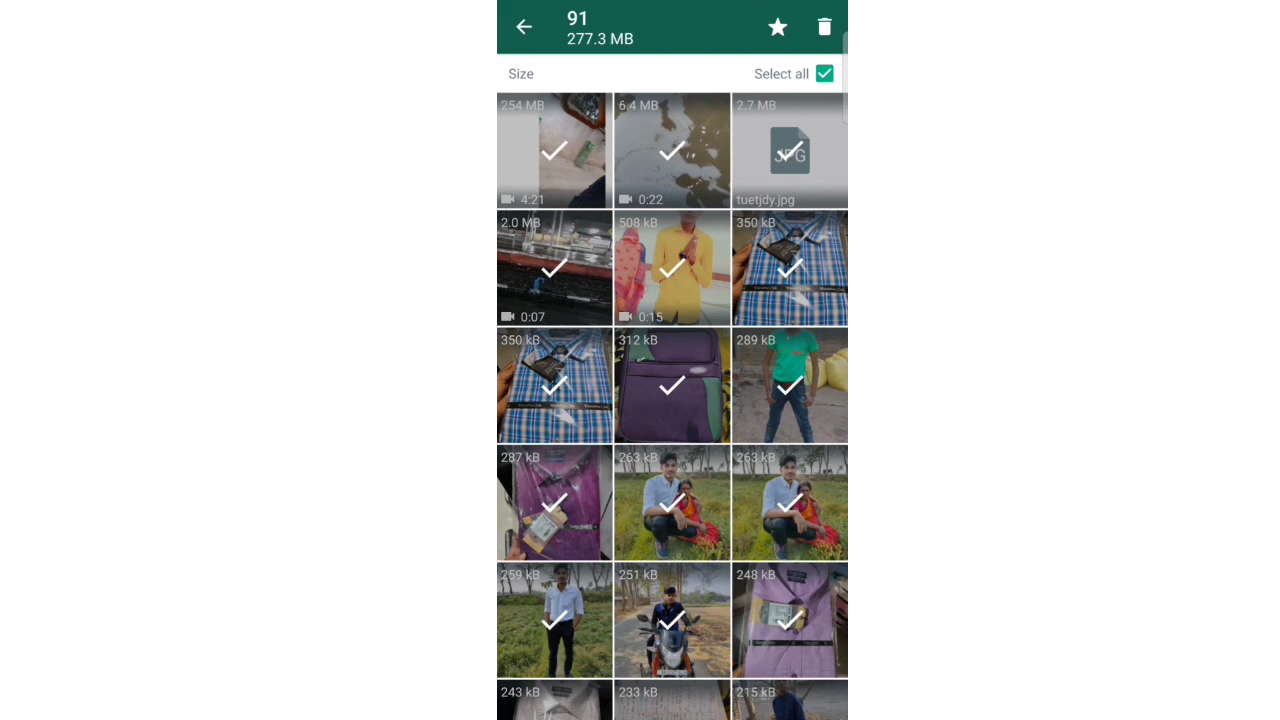 91
277.3 MB
Size
Select all
254 MB
6.4 MB
2.7 MB
JPG
4:21
0:22
tuetjdy.jpg
2.0 MB
508 kB
350 kB
0:07
0:15
350 kB
312 kB
289 kB
287 kB
263 kB
263 kB
259 kB
251 kB
248 kB
243 kB
233 kB
215 kB